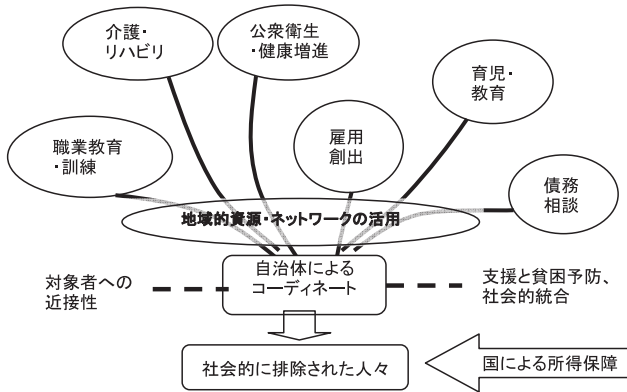 介護・
リハビリ
公衆衛生
・健康増進
育児・
教育
職業教育
・訓練
雇用
創出
債務
相談
地域的資源・ネットワークの活用
自治体による
コーディネート
対象者への
近接性
支援と貧困予防、
社会的統合
社会的に排除された人々
国による所得保障